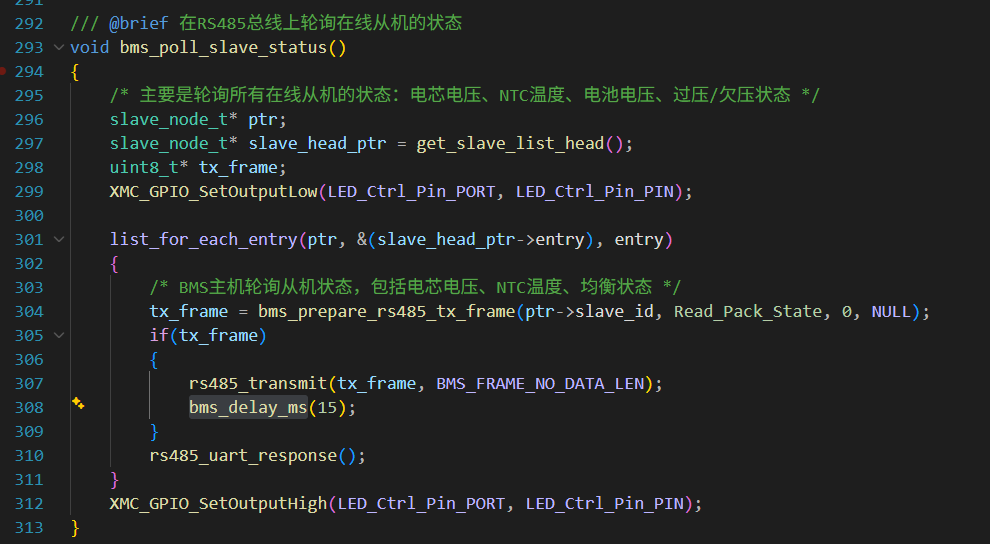 291
292 /// @brief 在RS485总线上轮询在线从机的状态
293 void bms_poll_slave_status()
294 {
295 /* 主要是轮询所有在线从机的状态：电芯电压、NTC温度、电池电压、过压/欠压状态 */
296 slave_node_t* ptr;
297 slave_node_t* slave_head_ptr = get_slave_list_head();
298 uint8_t* tx_frame;
299 XMC_GPIO_SetOutputLow(LED_Ctrl_Pin_PORT, LED_Ctrl_Pin_PIN);
300
301 list_for_each_entry(ptr, &(slave_head_ptr->entry), entry)
302 {
303 /* BMS主机轮询从机状态，包括电芯电压、NTC温度、均衡状态 */
304 tx_frame = bms_prepare_rs485_tx_frame(ptr->slave_id, Read_Pack_State, 0, NULL);
305 if(tx_frame)
306 {
307 rs485_transmit(tx_frame, BMS_FRAME_NO_DATA_LEN);
308 bms_delay_ms(15);
309 }
310 rs485_uart_response();
311 }
312 XMC_GPIO_SetOutputHigh(LED_Ctrl_Pin_PORT, LED_Ctrl_Pin_PIN);
313 }